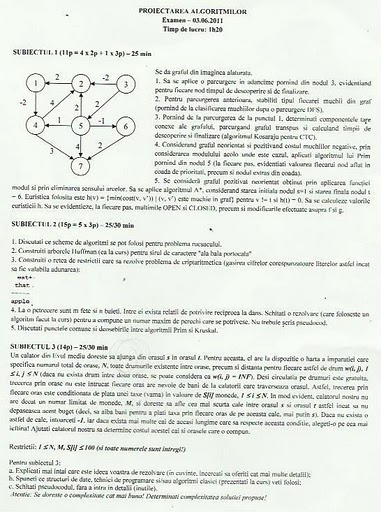 PROIECTAREA ALGORITMILOR
Examen – 03.06.2011
Timp de lucru: 1h20
SUBIECTUL 1 (11p = 4 x 2p + 1 x 3p) – 25 min
1
2
3
4
5
6
7
2
-2
-2
4
2
2
1
-1
3
4
2
Se da graful din imaginea alaturata.
1. Sa se aplice o parcurgere in adancime pornind din nodul 3, evidentiand
pentru fiecare nod timpul de descoperire si de finalizare.
2. Pentru parcurgerea anterioara, stabiliti tipul fiecarei muchii din graf
(pornind de la clasificarea muchiilor dupa o parcurgere DFS).
3. Pornind de la parcurgerea de la punctul 1, determinati componentele tare
conexe ale grafului, parcurgand graful transpus si calculand timpii de
descoperire si finalizare (algoritmul Kosaraju pentru CTC).
4. Considerand graful neorientat si pozitivand costul muchiilor negative, prin
considerarea modulului acolo unde este cazul, aplicati algoritmul lui Prim
pornind din nodul 5 (la fiecare pas, evidentiati valoarea fiecarui nod aflat in
coada de prioritati, precum si nodul extras din coada).
5. Se consideră graful pozitivat neorientat obtinut prin aplicarea functiei
modul si prin eliminarea sensului arcelor. Sa se aplice algoritmul A*, considerand starea initiala nodul s=1 si starea finala nodul t
= 6. Euristica folosita este h(v) = {min(cost(v, v')) | (v, v') este muchie in graf} pentru v != t si h(t) = 0. Sa se calculeze valorile
euristicii h. Sa se evidentieze, la fiecare pas, multimile OPEN si CLOSED, precum si modificarile efectuate asupra f si g.
SUBIECTUL 2 (15p = 5 x 3p) – 25/30 min
1. Discutati ce scheme de algoritmi se pot folosi pentru problema rucsacului.
2. Construiti arborele Huffman (ca la curs) pentru sirul de caractere "ala bala portocala"
3. Construiti o retea de restrictii care sa rezolve problema de criptaritmetica (gasirea cifrelor corespunzatoare literelor astfel incat
sa fie valabila adunarea):
eat+
that
------
apple
4. La o petrecere sunt m fete si n baieti. Intre ei exista relatii de potrivire reciproca la dans. Schitati o rezolvare (care foloseste un
algoritm facut la curs) pentru a compune un numar maxim de perechi care se potrivesc. Nu trebuie scris pseudocod.
5. Discutati punctele comune si deosebirile intre algoritmii Prim si Kruskal.
SUBIECTUL 3 (14p) – 25/30 min
Un calator din Evul mediu doreste sa ajunga din orasul s in orasul t. Pentru aceasta, el are la dispozitie o harta a imparatiei care
specifica numarul total de orase, N, toate drumurile existente intre orase, precum si distanta pentru fiecare astfel de drum w(i, j), 1
≤ i, j ≤ N (daca nu exista drum intre doua orase, se poate considera ca w(i, j) = INF). Desi circulatia pe drumuri este gratuita,
trecerea prin orase nu este intrucat fiecare oras are nevoie de bani de la calatorii care traverseaza orasul. Astfel, trecerea prin
fiecare oras este conditionata de plata unei taxe (vama) in valoare de S[i] monede, 1 ≤ i ≤ N. In mod evident, calatorul nostru nu
are decat un numar limitat de monede, M, si doreste sa afle cea mai scurta cale intre orasul s si orasul t astfel incat sa nu
depaseasca acest buget (deci, sa aiba bani pentru a plati taxa prin fiecare oras de pe aceasta cale, mai putin s). Daca nu exista o
astfel de cale, intoarceti -1, iar daca exista mai multe cai de aceasi lungime care sa respecte aceasta conditie, alegeti-o pe cea mai
ieftina! Ajutati calatorul nostru sa determine costul acestei cai si orasele care o compun.
Restrictii: 1 ≤ N, M, S[i] ≤ 100 (si toate numerele sunt intregi!)
Pentru subiectul 3:
a. Explicati mai intai care este ideea voastra de rezolvare (in cuvinte, incercati sa oferiti cat mai multe detalii);
b. Spuneti ce structuri de date, tehnici de programare si/sau algoritmi clasici (prezentati la curs) veti folosi;
c. Schitati pseudocodul, fara a intra in detalii (inutile).
Atentie: Se doreste o complexitate cat mai buna! Determinati complexitatea solutiei propuse!